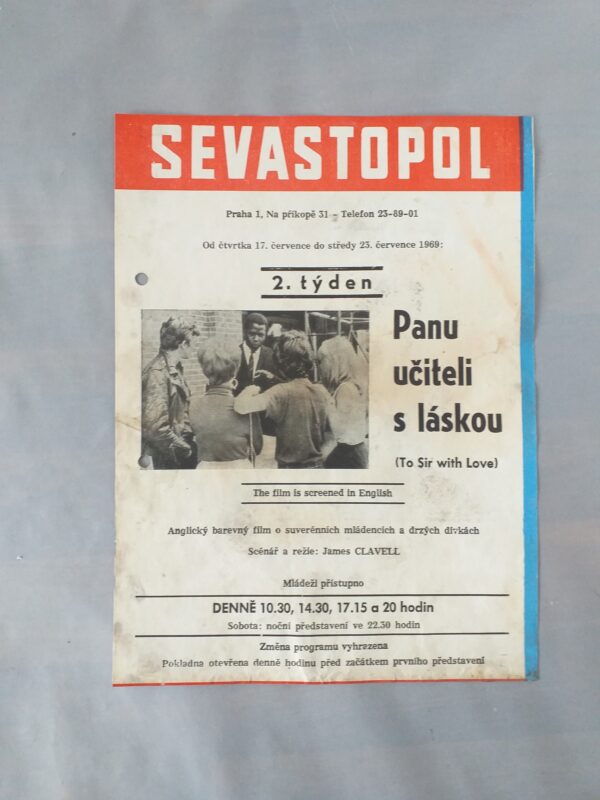 SEVASTOPOL
Praha 1, Na příkopě 31 - Telefon 23-89-01
Od čtvrtka 17. července do středy 23. července 1969:
2. týden
Panu
učiteli
s láskou
(To Sir with Love)
The film is screened in English
Anglický barevný film o suverénních mládencích a drzých dívkách
Scénář a režie: James CLAVELL
Mládeži přístupno
DENNĚ 10.30, 14.30, 17.15 a 20 hodin
Sobota: noční představení ve 22.30 hodin
Změna programu vyhrazena
Pokladna otevřena denně hodinu před začátkem prvního představení